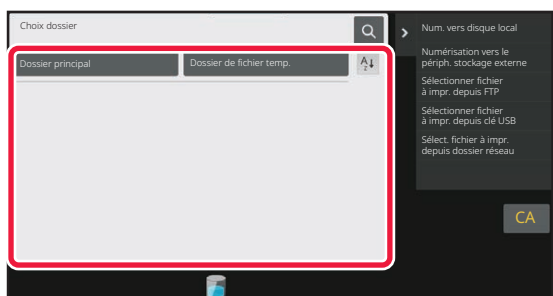 Choix dossier
Dossier principal
Dossier de fichier temp.
A
Z
Num. vers disque local
Numérisation vers le
périph. stockage externe
Sélectionner fichier
à impr. depuis FTP
Sélectionner fichier
à impr. depuis clé USB
Sélect. fichier à impr.
depuis dossier réseau
CA